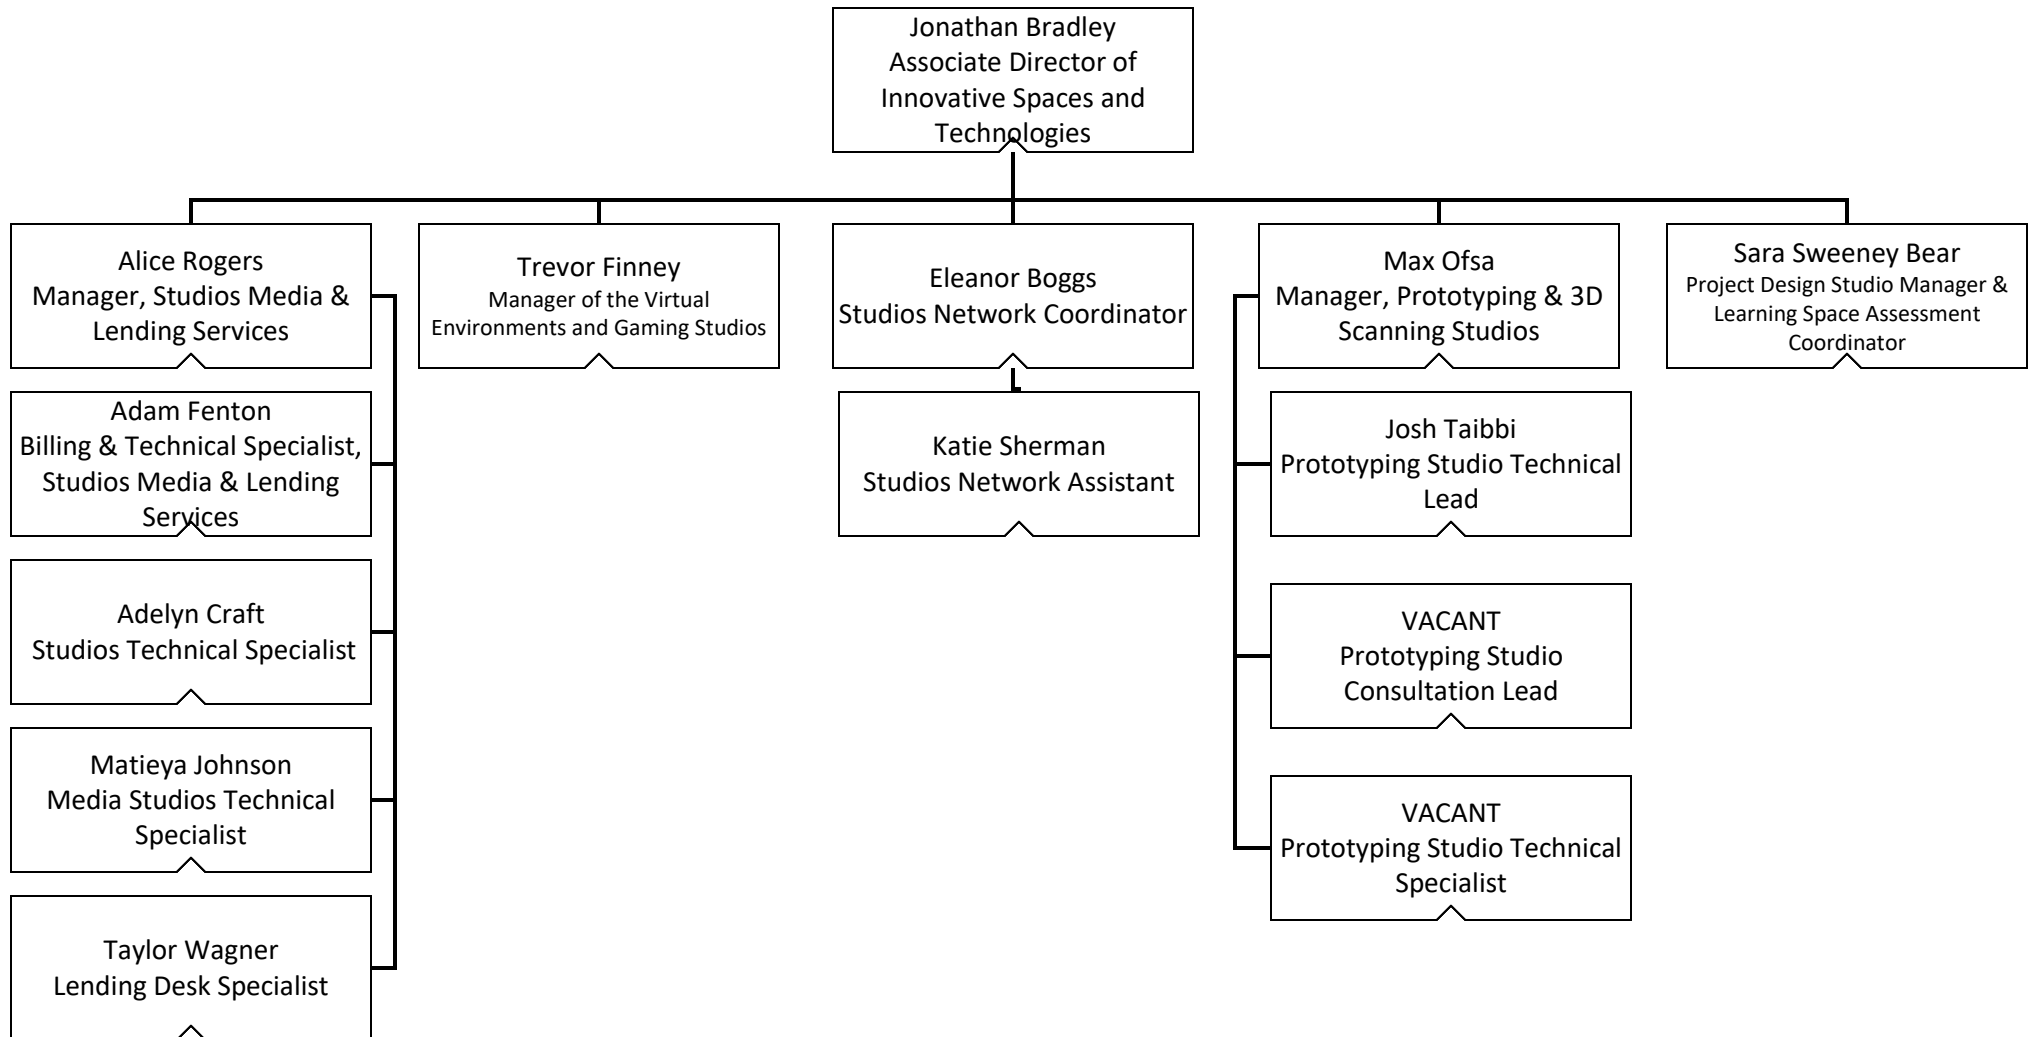 Jonathan Bradley
Associate Director of
Innovative Spaces and
Technologies
Alice Rogers
Manager, Studios Media &
Lending Services
Trevor Finney
Manager of the Virtual
Environments and Gaming Studios
Eleanor Boggs
Studios Network Coordinator
Max Ofsa
Manager, Prototyping & 3D
Scanning Studios
Sara Sweeney Bear
Project Design Studio Manager &
Learning Space Assessment
Coordinator
Adam Fenton
Billing & Technical Specialist,
Studios Media & Lending
Services
Katie Sherman
Studios Network Assistant
Josh Taibbi
Prototyping Studio Technical
Lead
Adelyn Craft
Studios Technical Specialist
VACANT
Prototyping Studio
Consultation Lead
Matieya Johnson
Media Studios Technical
Specialist
VACANT
Prototyping Studio Technical
Specialist
Taylor Wagner
Lending Desk Specialist